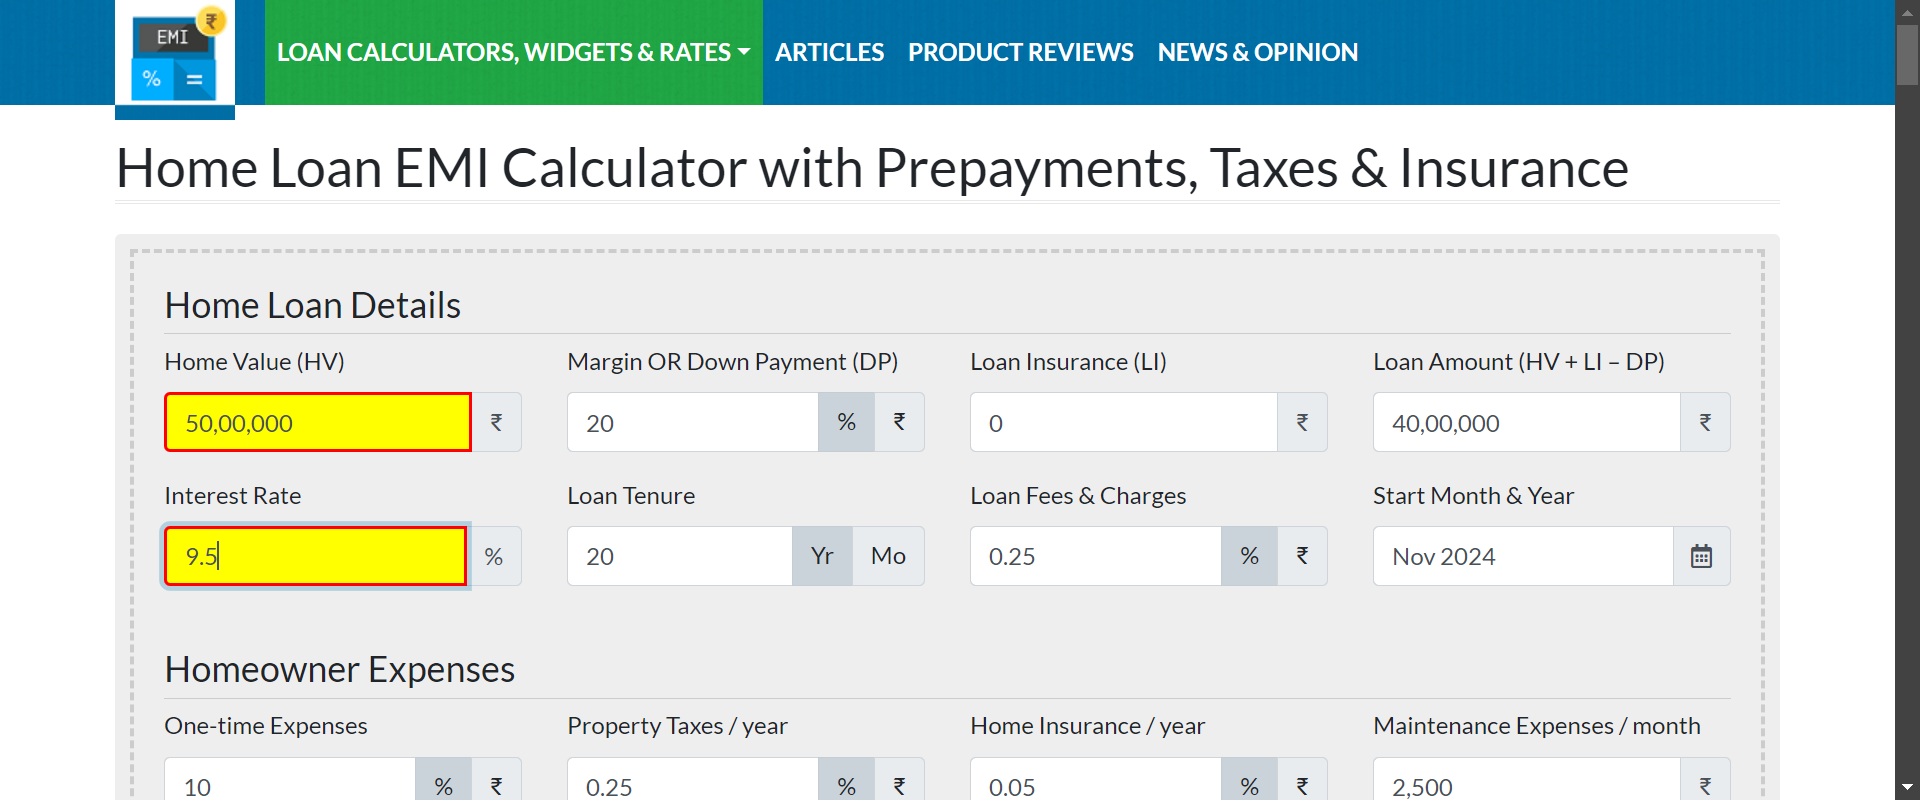 EMI ₹
% =
LOAN CALCULATORS, WIDGETS & RATES ARTICLES PRODUCT REVIEWS NEWS & OPINION
Home Loan EMI Calculator with Prepayments, Taxes & Insurance
Home Loan Details
Home Value (HV) Margin OR Down Payment (DP) Loan Insurance (LI) Loan Amount (HV + LI – DP)
50,00,000 ₹ 20 % ₹ 0 ₹ 40,00,000 ₹
Interest Rate Loan Tenure Loan Fees & Charges Start Month & Year
9.5 % 20 Yr Mo 0.25 % ₹ Nov 2024
Homeowner Expenses
One-time Expenses Property Taxes / year Home Insurance / year Maintenance Expenses / month
10 % ₹ 0.25 % ₹ 0.05 % ₹ 2,500 ₹